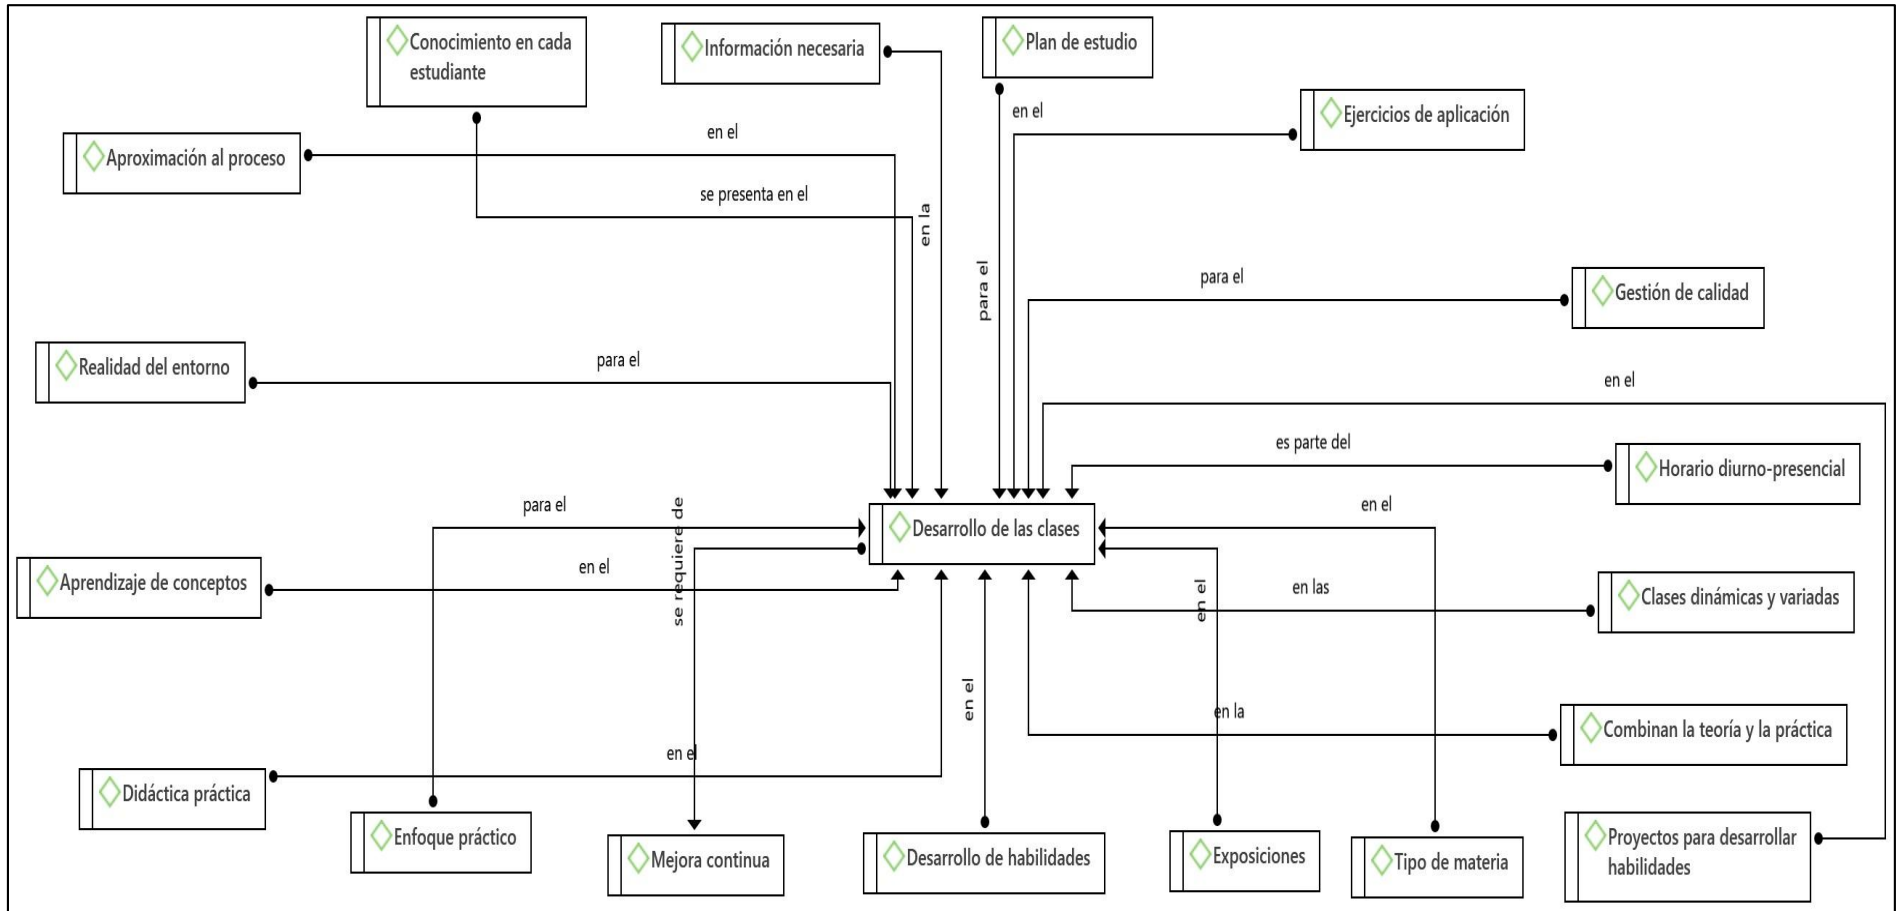 Conocimiento en cada
estudiante
Información necesaria
Plan de estudio
Ejercicios de aplicación
en el
en el
Aproximación al proceso
se presenta en el
en la
para el
para el
Gestión de calidad
Realidad del entorno
para el
en el
es parte del
Horario diurno-presencial
para el
se requiere de
Desarrollo de las clases
en el
Aprendizaje de conceptos
en el
en el
en las
Clases dinámicas y variadas
en el
en la
Combinan la teoría y la práctica
en el
Didáctica práctica
Enfoque práctico
Mejora continua
Desarrollo de habilidades
Exposiciones
Tipo de materia
Proyectos para desarrollar
habilidades